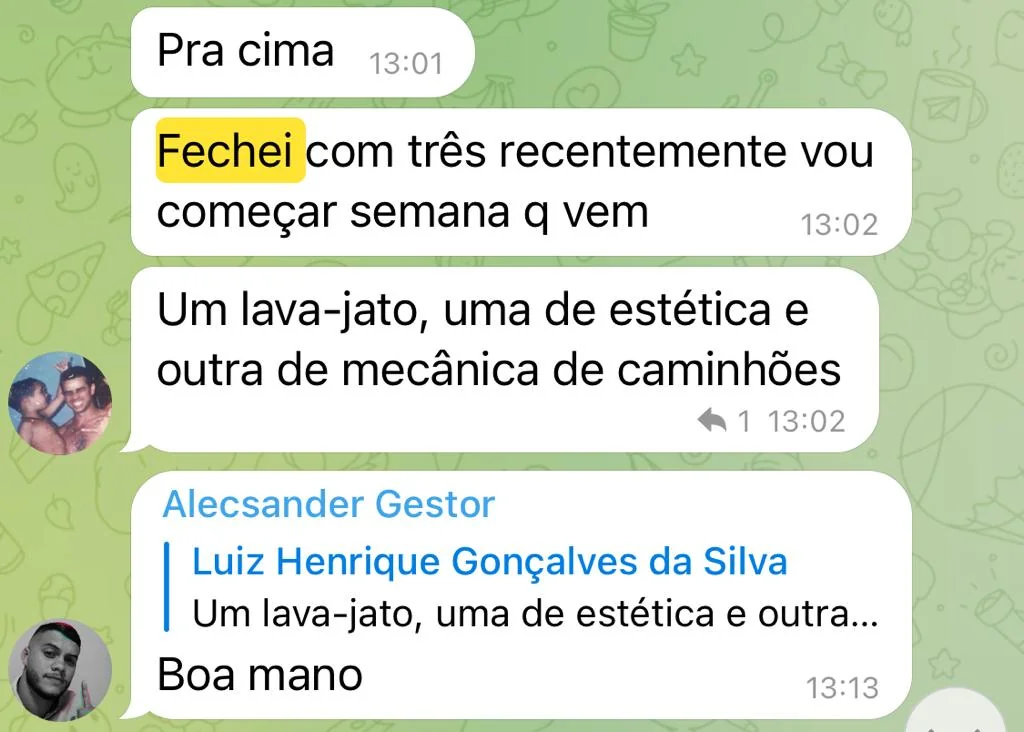 Pra cima 13:01
Fechei com três recentemente vou
começar semana q vem 13:02
Um lava-jato, uma de estética e
outra de mecânica de caminhões
1 13:02
Alecsander Gestor
Luiz Henrique Gonçalves da Silva
Um lava-jato, uma de estética e outra...
Boa mano 13:13